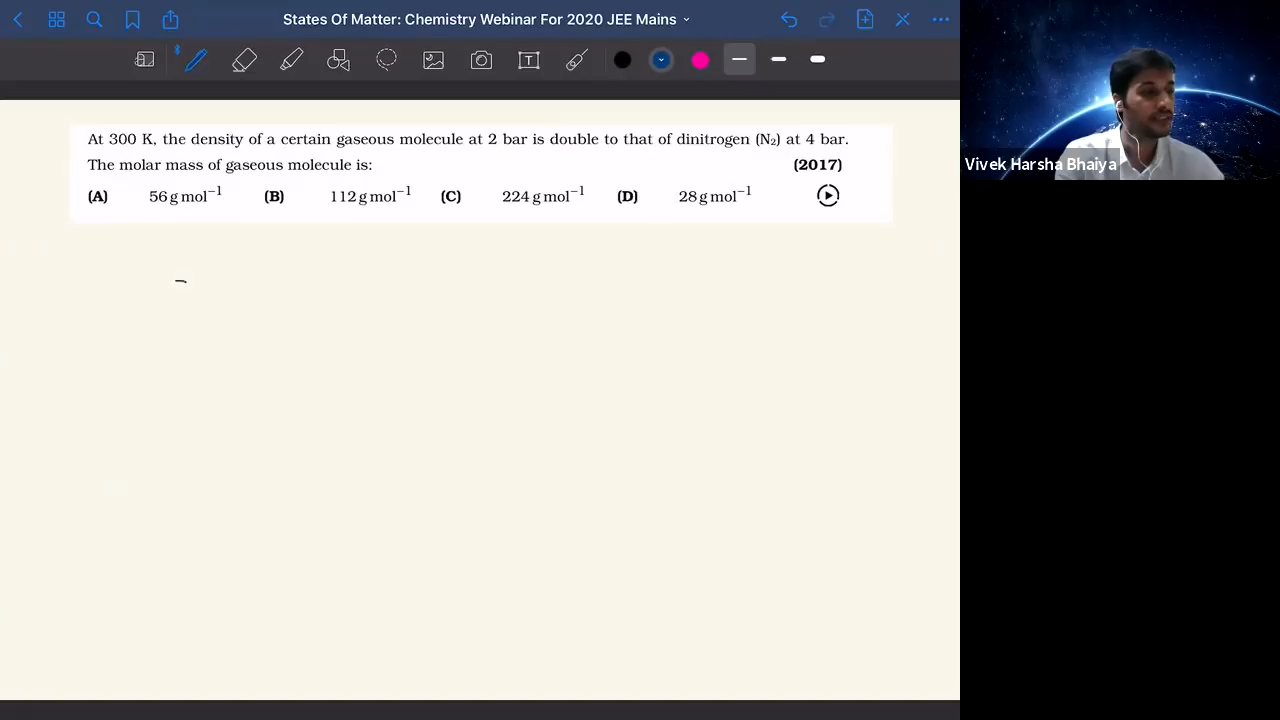 States Of Matter: Chemistry Webinar For 2020 JEE Mains
T
At 300 K, the density of a certain gaseous molecule at 2 bar is double to that of dinitrogen (N₂) at 4 bar.
The molar mass of gaseous molecule is: (2017)
(A) 56 g mol⁻¹ (B) 112 g mol⁻¹ (C) 224 g mol⁻¹ (D) 28 g mol⁻¹
Vivek Harsha Bhaiya